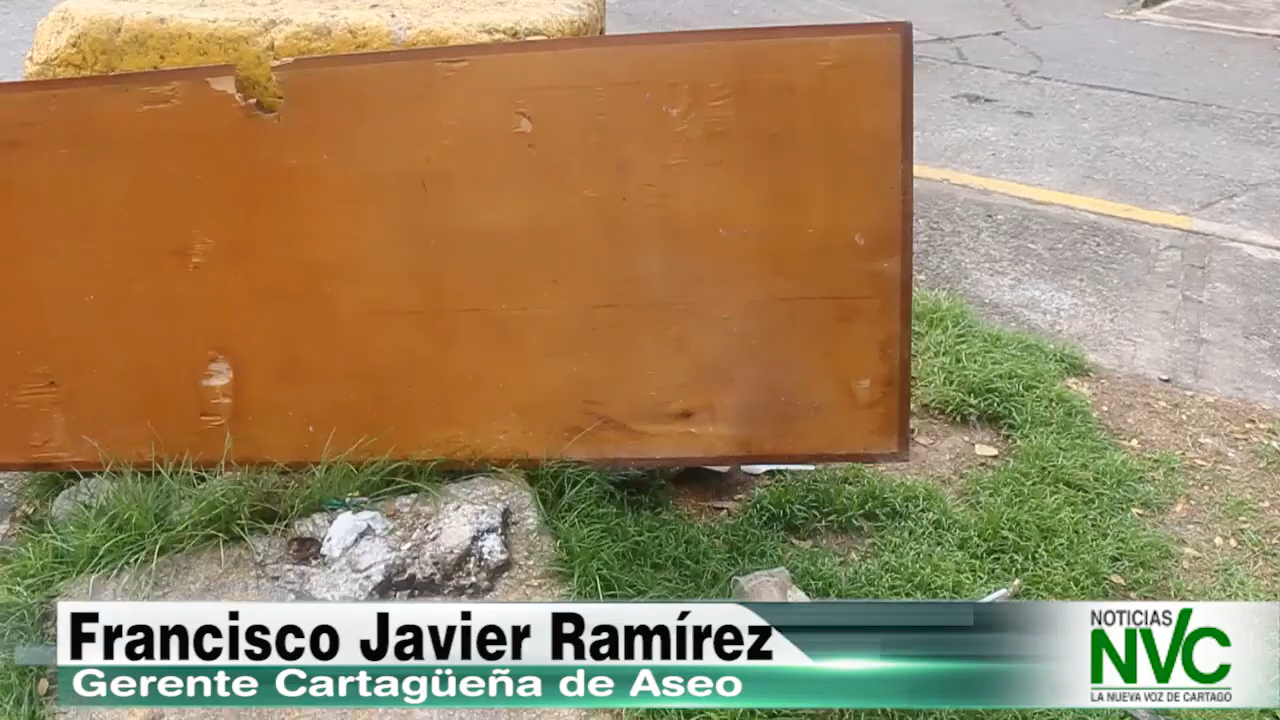 Francisco Javier Ramírez
Gerente Cartagüeña de Aseo
NOTICIAS
NVC
LA NUEVA VOZ DE CARTAGO